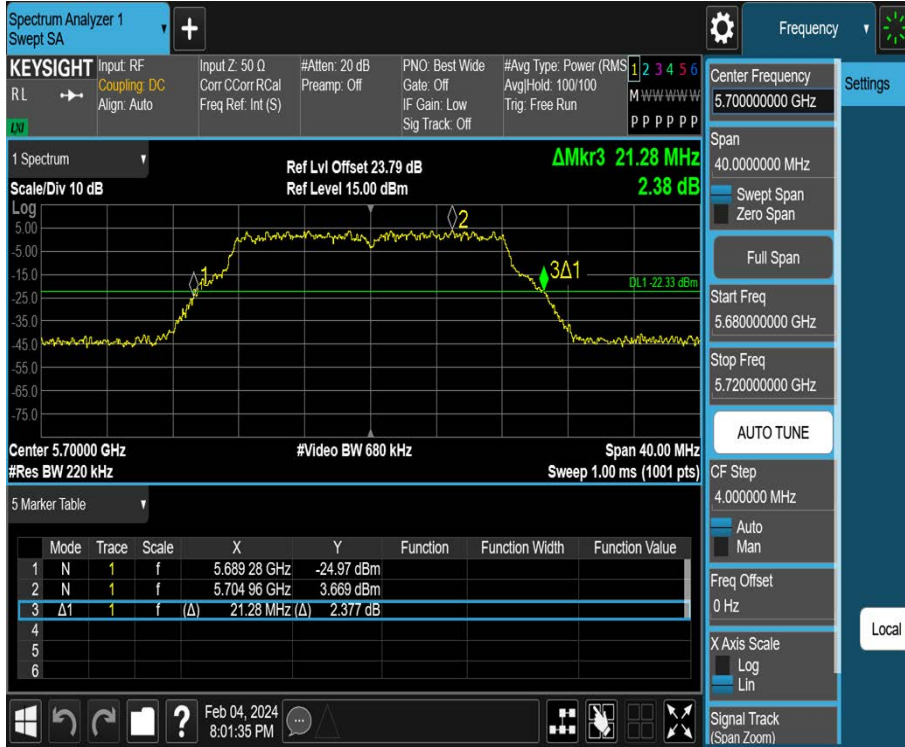 Spectrum Analyzer 1
Swept SA
+
Frequency
KEYSIGHT
RL
LXI
Input: RF
Coupling: DC
Align: Auto
Input Z: 50 Ω
Corr CCorr RCal
Freq Ref: Int (S)
#Atten: 20 dB
Preamp: Off
PNO: Best Wide
Gate: Off
IF Gain: Low
Sig Track: Off
#Avg Type: Power (RMS
Avg|Hold: 100/100
Trig: Free Run
1 2 3 4 5 6
M W W W W W
P P P P P P
1 Spectrum
Scale/Div 10 dB
Ref Lvl Offset 23.79 dB
Ref Level 15.00 dBm
ΔMkr3 21.28 MHz
2.38 dB
Log
5.00
-5.00
-15.0
-25.0
-35.0
-45.0
-55.0
-65.0
-75.0
1
2
3Δ1
DL1 -22.33 dBm
Center 5.70000 GHz
#Res BW 220 kHz
#Video BW 680 kHz
Span 40.00 MHz
Sweep 1.00 ms (1001 pts)
5 Marker Table
Mode Trace Scale X Y Function Function Width Function Value
1 N 1 f 5.689 28 GHz -24.97 dBm
2 N 1 f 5.704 96 GHz 3.669 dBm
3 Δ1 1 f (Δ) 21.28 MHz (Δ) 2.377 dB
4
5
6
?
Feb 04, 2024
8:01:35 PM
Center Frequency
5.700000000 GHz
Span
40.0000000 MHz
Swept Span
Zero Span
Full Span
Start Freq
5.680000000 GHz
Stop Freq
5.720000000 GHz
AUTO TUNE
CF Step
4.000000 MHz
Auto
Man
Freq Offset
0 Hz
X Axis Scale
Log
Lin
Signal Track
(Span Zoom)
Settings
Local